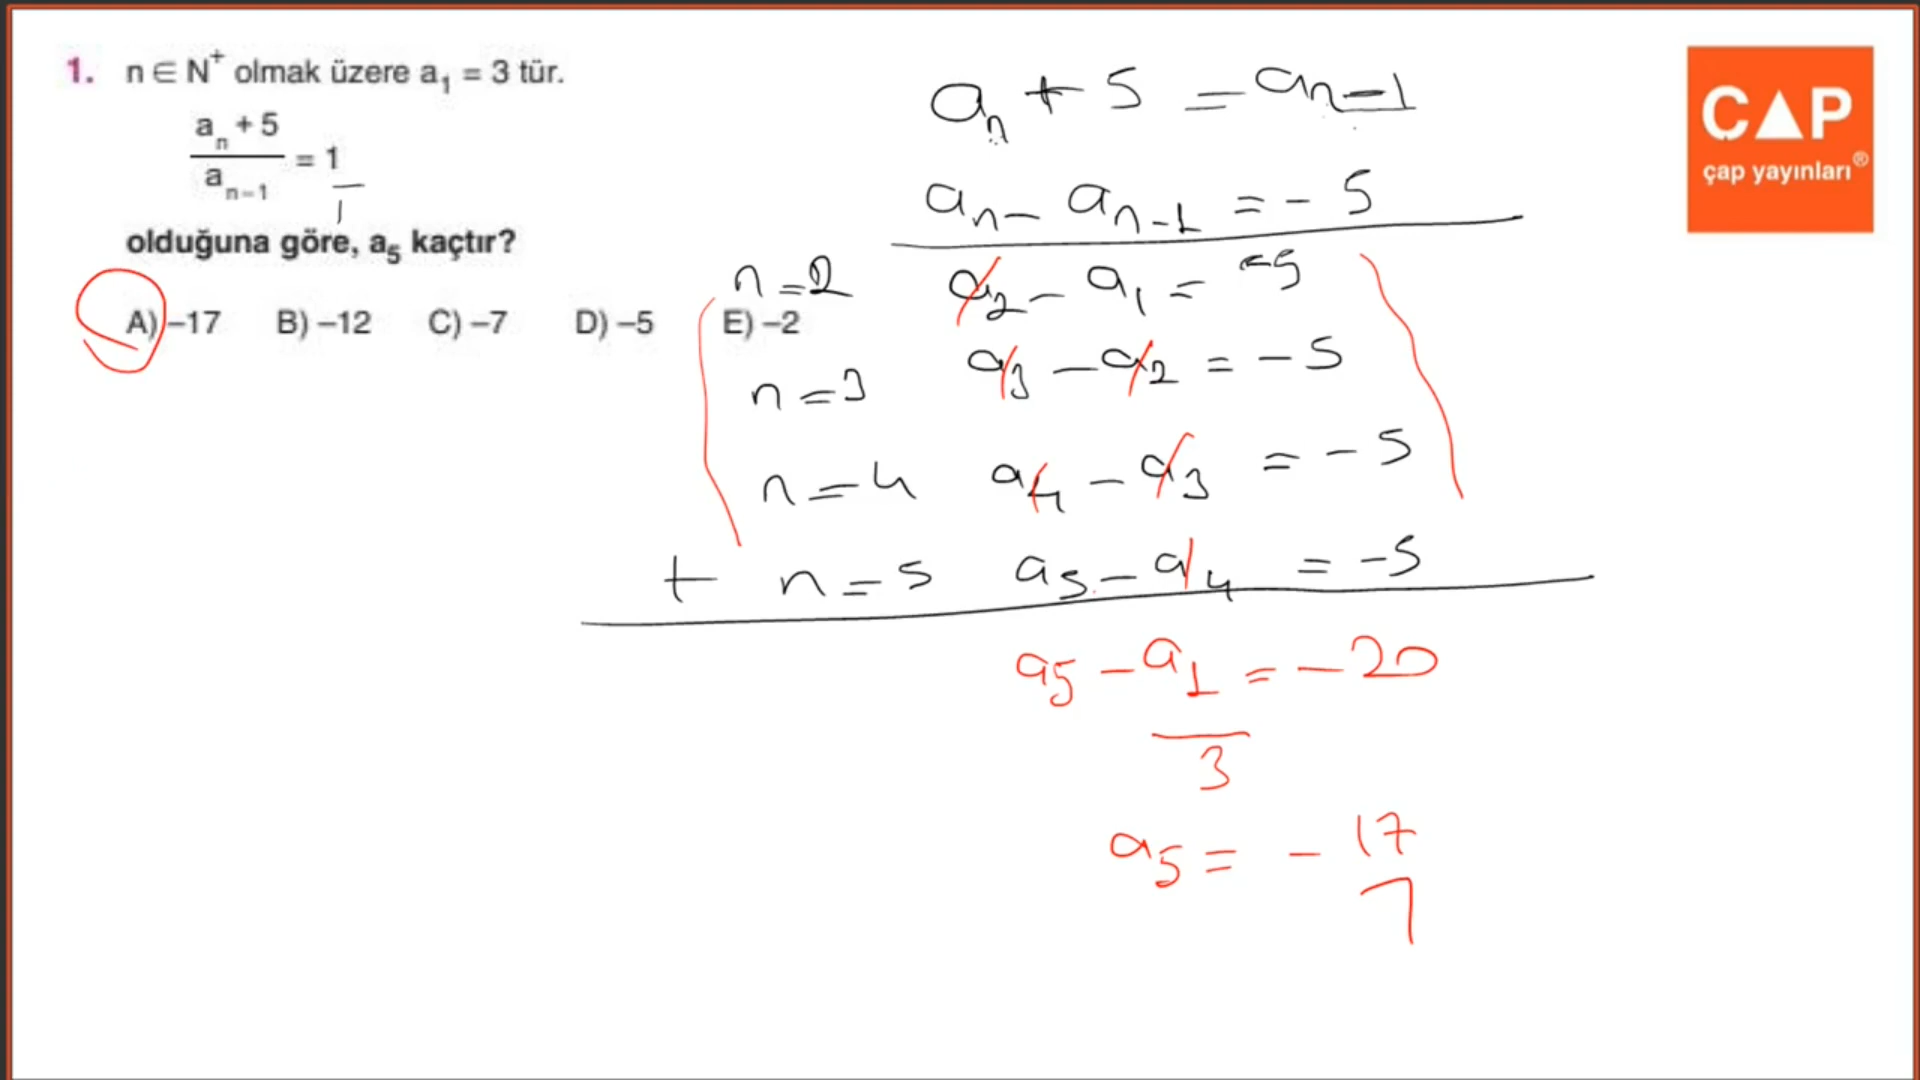 1. n ∈ N⁺ olmak üzere a₁ = 3 tür.
aₙ + 5
aₙ₋₁
= 1
1
olduğuna göre, a₅ kaçtır?
A) –17 B) –12 C) –7 D) –5 E) –2
aₙ + 5 = aₙ₋₁
aₙ - aₙ₋₁ = - 5
n = 2 a₂ - a₁ = -5
n = 3 a₃ - a₂ = - 5
n = 4 a₄ - a₃ = - 5
+ n = 5 a₅ - a₄ = -5
a₅ - a₁ = - 20
3
a₅ = - 17
ÇAP
çap yayınları®